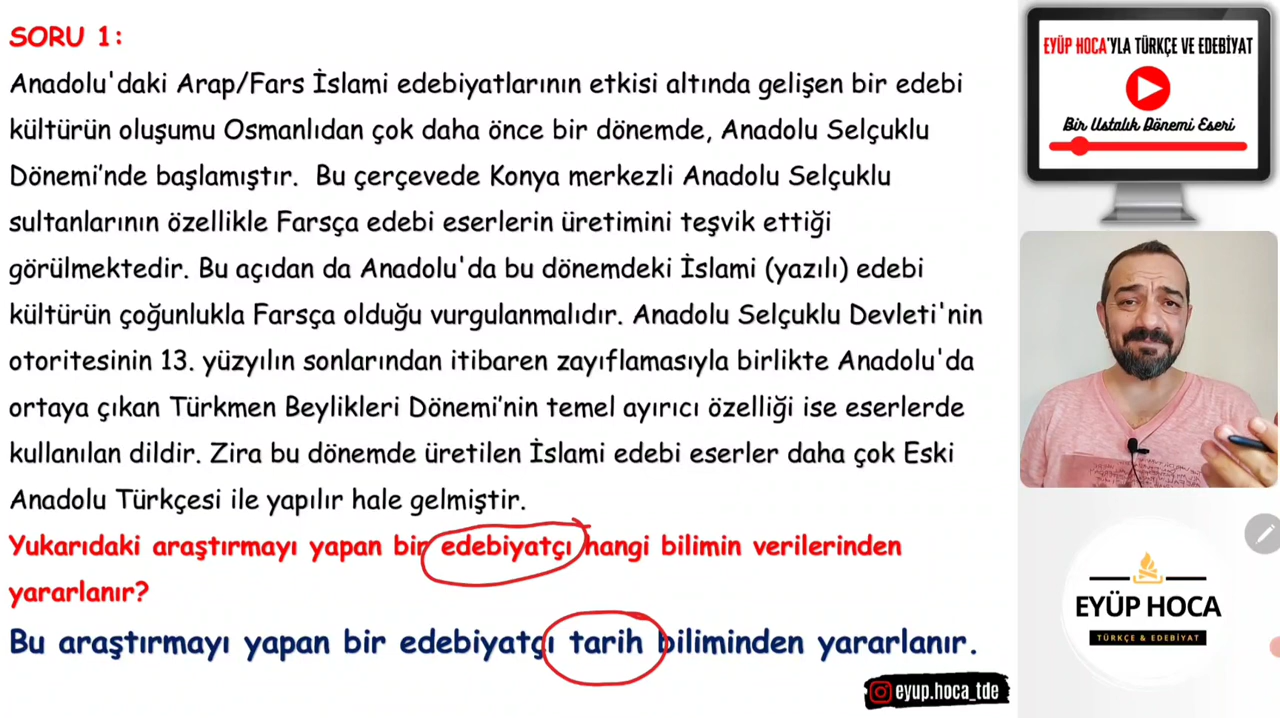 SORU 1:
Anadolu'daki Arap/Fars İslami edebiyatlarının etkisi altında gelişen bir edebi
kültürün oluşumu Osmanlıdan çok daha önce bir dönemde, Anadolu Selçuklu
Dönemi'nde başlamıştır. Bu çerçevede Konya merkezli Anadolu Selçuklu
sultanlarının özellikle Farsça edebi eserlerin üretimini teşvik ettiği
görülmektedir. Bu açıdan da Anadolu'da bu dönemdeki İslami (yazılı) edebi
kültürün çoğunlukla Farsça olduğu vurgulanmalıdır. Anadolu Selçuklu Devleti'nin
otoritesinin 13. yüzyılın sonlarından itibaren zayıflamasıyla birlikte Anadolu'da
ortaya çıkan Türkmen Beylikleri Dönemi'nin temel ayırıcı özelliği ise eserlerde
kullanılan dildir. Zira bu dönemde üretilen İslami edebi eserler daha çok Eski
Anadolu Türkçesi ile yapılır hale gelmiştir.
Yukarıdaki araştırmayı yapan bir edebiyatçı hangi bilimin verilerinden
yararlanır?
Bu araştırmayı yapan bir edebiyatçı tarih biliminden yararlanır.
eyup.hoca_tde
EYÜP HOCA'YLA TÜRKÇE VE EDEBİYAT
Bir Ustalık Dönemi Eseri
EYÜP HOCA
TÜRKÇE & EDEBİYAT